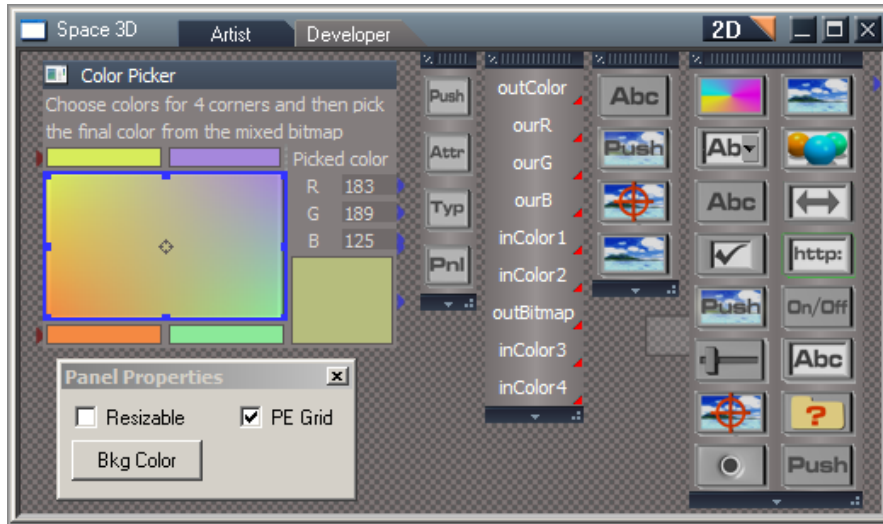 Space 3D
Artist
Developer
2D
Color Picker
Choose colors for 4 corners and then pick
the final color from the mixed bitmap
Picked color
R 183
G 189
B 125
Panel Properties
Resizable
PE Grid
Bkg Color
Push
Attr
Typ
Pnl
outColor
ourR
ourG
ourB
inColor1
inColor2
outBitmap
inColor3
inColor4
Abc
Push
Ab
Abc
http:
Push
On/Off
Abc
?
Push